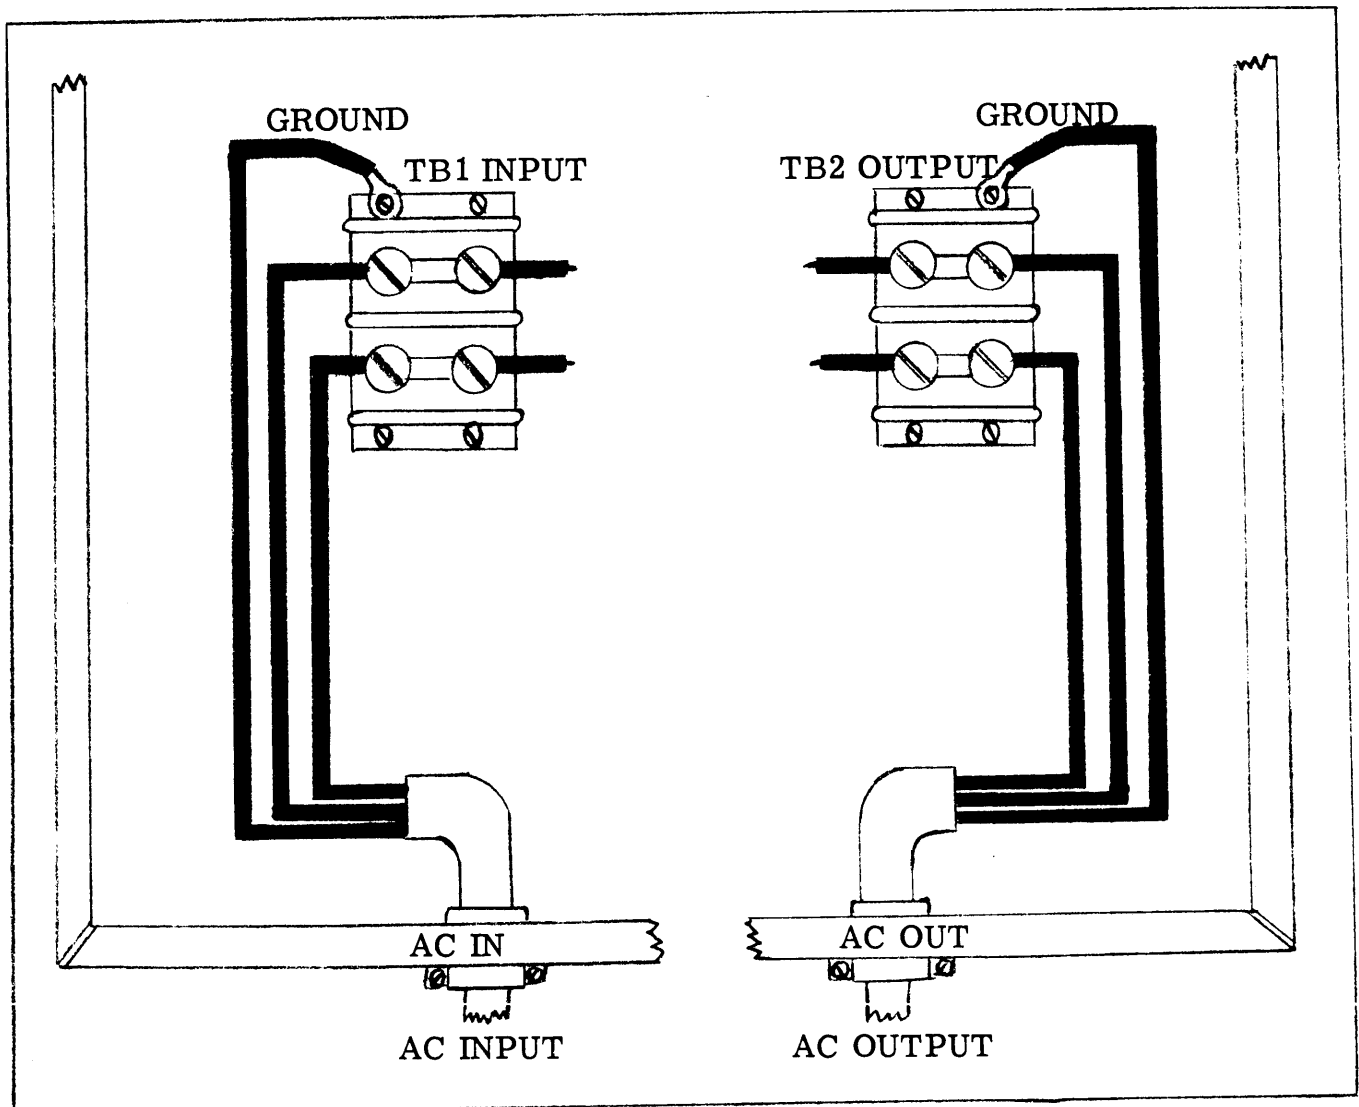 GROUND
TB1 INPUT
GROUND
TB2 OUTPUT
AC IN
AC OUT
AC INPUT
AC OUTPUT